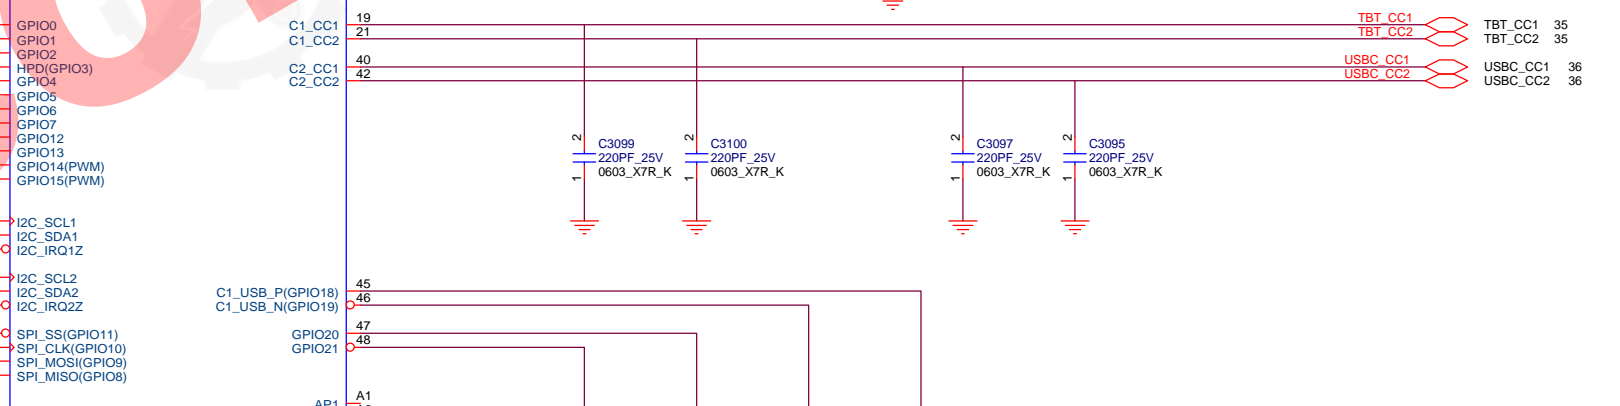 GPIO0
GPIO1
GPIO2
HPD(GPIO3)
GPIO4
GPIO5
GPIO6
GPIO7
GPIO12
GPIO13
GPIO14(PWM)
GPIO15(PWM)
I2C_SCL1
I2C_SDA1
I2C_IRQ1Z
I2C_SCL2
I2C_SDA2
I2C_IRQ2Z
SPI_SS(GPIO11)
SPI_CLK(GPIO10)
SPI_MOSI(GPIO9)
SPI_MISO(GPIO8)
C1_CC1 19
C1_CC2 21
C2_CC1 40
C2_CC2 42
C1_USB_P(GPIO18) 45
C1_USB_N(GPIO19) 46
GPIO20 47
GPIO21 48
AP1 A1
TBT_CC1 TBT_CC1 35
TBT_CC2 TBT_CC2 35
USBC_CC1 USBC_CC1 36
USBC_CC2 USBC_CC2 36
2
C3099
220PF_25V
0603_X7R_K
1
2
C3100
220PF_25V
0603_X7R_K
1
2
C3097
220PF_25V
0603_X7R_K
1
2
C3095
220PF_25V
0603_X7R_K
1